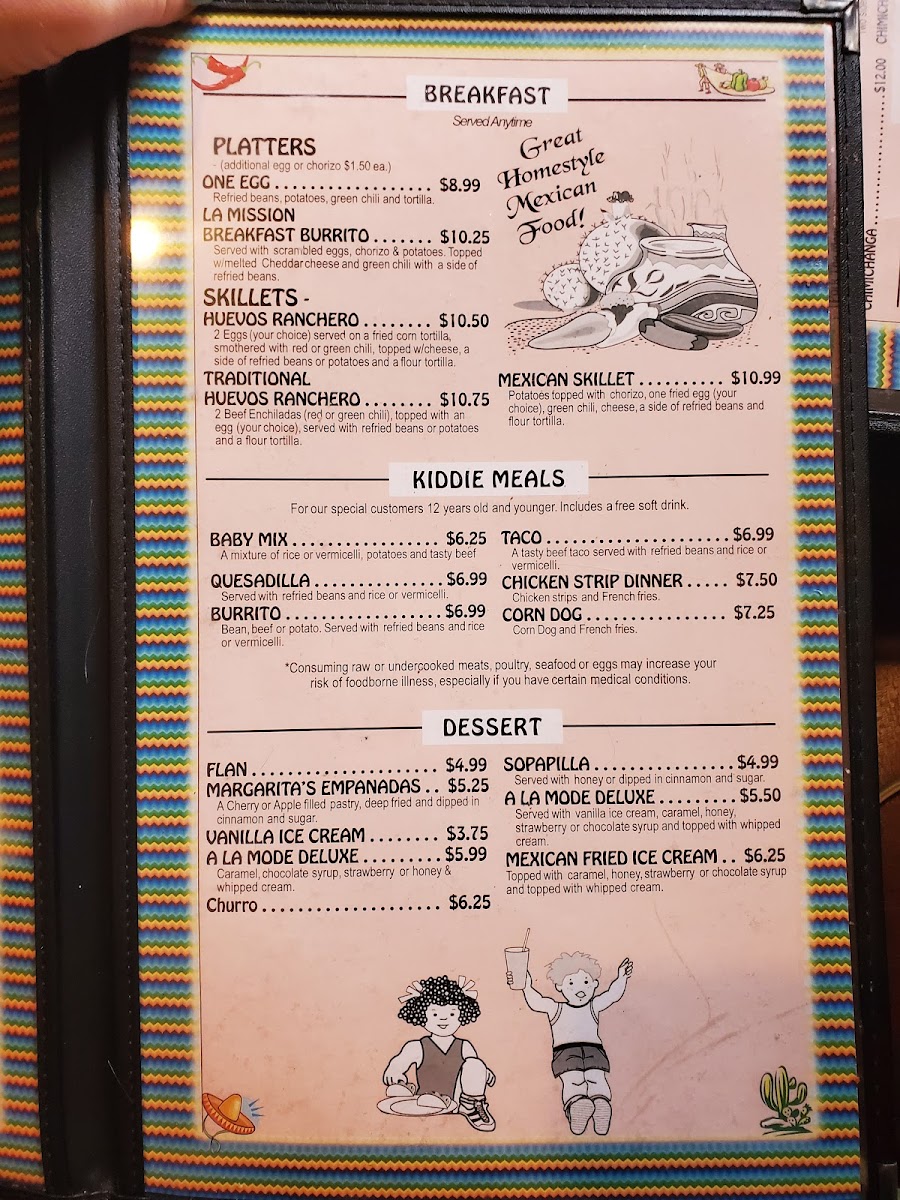 BREAKFAST
Served Anytime
PLATTERS
- (additional egg or chorizo $1.50 ea.)
ONE EGG .................. $8.99
Refried beans, potatoes, green chili and tortilla.
LA MISSION
BREAKFAST BURRITO ....... $10.25
Served with scrambled eggs, chorizo & potatoes. Topped
w/melted Cheddar cheese and green chili with a side of
refried beans.
SKILLETS -
HUEVOS RANCHERO ........ $10.50
2 Eggs (your choice) served on a fried corn tortilla,
smothered with red or green chili, topped w/cheese, a
side of refried beans or potatoes and a flour tortilla.
TRADITIONAL
HUEVOS RANCHERO ........ $10.75
2 Beef Enchiladas (red or green chili), topped with an
egg (your choice), served with refried beans or potatoes
and a flour tortilla.
Great
Homestyle
Mexican
Food!
MEXICAN SKILLET .......... $10.99
Potatoes topped with chorizo, one fried egg (your
choice), green chili, cheese, a side of refried beans and
flour tortilla.
KIDDIE MEALS
For our special customers 12 years old and younger. Includes a free soft drink.
BABY MIX ................. $6.25
A mixture of rice or vermicelli, potatoes and tasty beef
QUESADILLA ............... $6.99
Served with refried beans and rice or vermicelli.
BURRITO .................. $6.99
Bean, beef or potato. Served with refried beans and rice
or vermicelli.
TACO ....................... $6.99
A tasty beef taco served with refried beans and rice or
vermicelli.
CHICKEN STRIP DINNER ..... $7.50
Chicken strips and French fries.
CORN DOG ................ $7.25
Corn Dog and French fries.
*Consuming raw or undercooked meats, poultry, seafood or eggs may increase your
risk of foodborne illness, especially if you have certain medical conditions.
DESSERT
FLAN ...................... $4.99
MARGARITA'S EMPANADAS .. $5.25
A Cherry or Apple filled pastry, deep fried and dipped in
cinnamon and sugar.
VANILLA ICE CREAM ....... $3.75
A LA MODE DELUXE ......... $5.99
Caramel, chocolate syrup, strawberry or honey &
whipped cream.
Churro ..................... $6.25
SOPAPILLA ................ $4.99
Served with honey or dipped in cinnamon and sugar.
A LA MODE DELUXE ......... $5.50
Served with vanilla ice cream, caramel, honey,
strawberry or chocolate syrup and topped with whipped
cream.
MEXICAN FRIED ICE CREAM .. $6.25
Topped with caramel, honey, strawberry or chocolate syrup
and topped with whipped cream.
CHIMICHANGA .................... $12.00